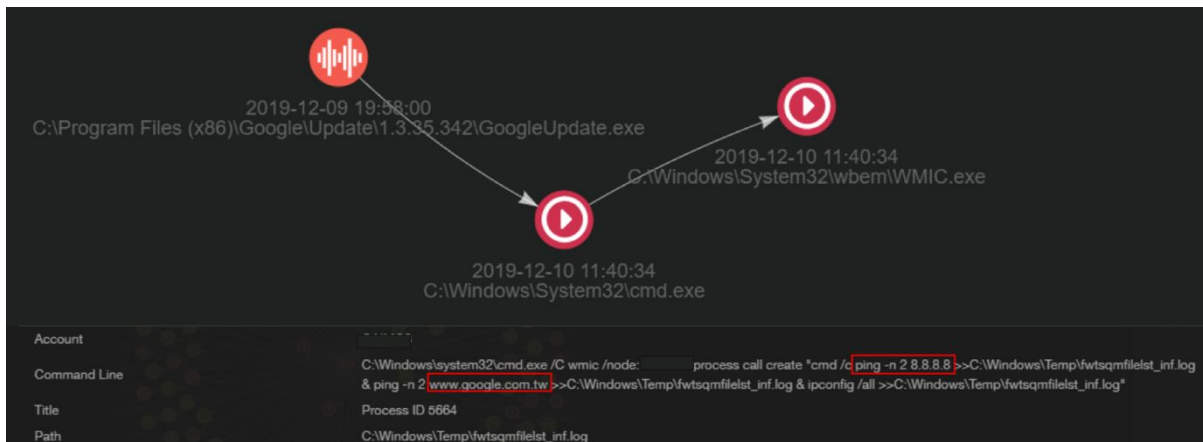 2019-12-09 19:58:00
C:\Program Files (x86)\Google\Update\1.3.35.342\GoogleUpdate.exe
2019-12-10 11:40:34
C:\Windows\System32\wbem\WMIC.exe
2019-12-10 11:40:34
C:\Windows\System32\cmd.exe
Account
Command Line
C:\Windows\system32\cmd.exe /C wmic /node: process call create "cmd /c ping -n 2 8.8.8.8 >>C:\Windows\Temp\fwtsqmfilelst_inf.log
& ping -n 2 www.google.com.tw >>C:\Windows\Temp\fwtsqmfilelst_inf.log & ipconfig /all >>C:\Windows\Temp\fwtsqmfilelst_inf.log"
Title
Process ID 5664
Path
C:\Windows\Temp\fwtsqmfilelst_inf.log